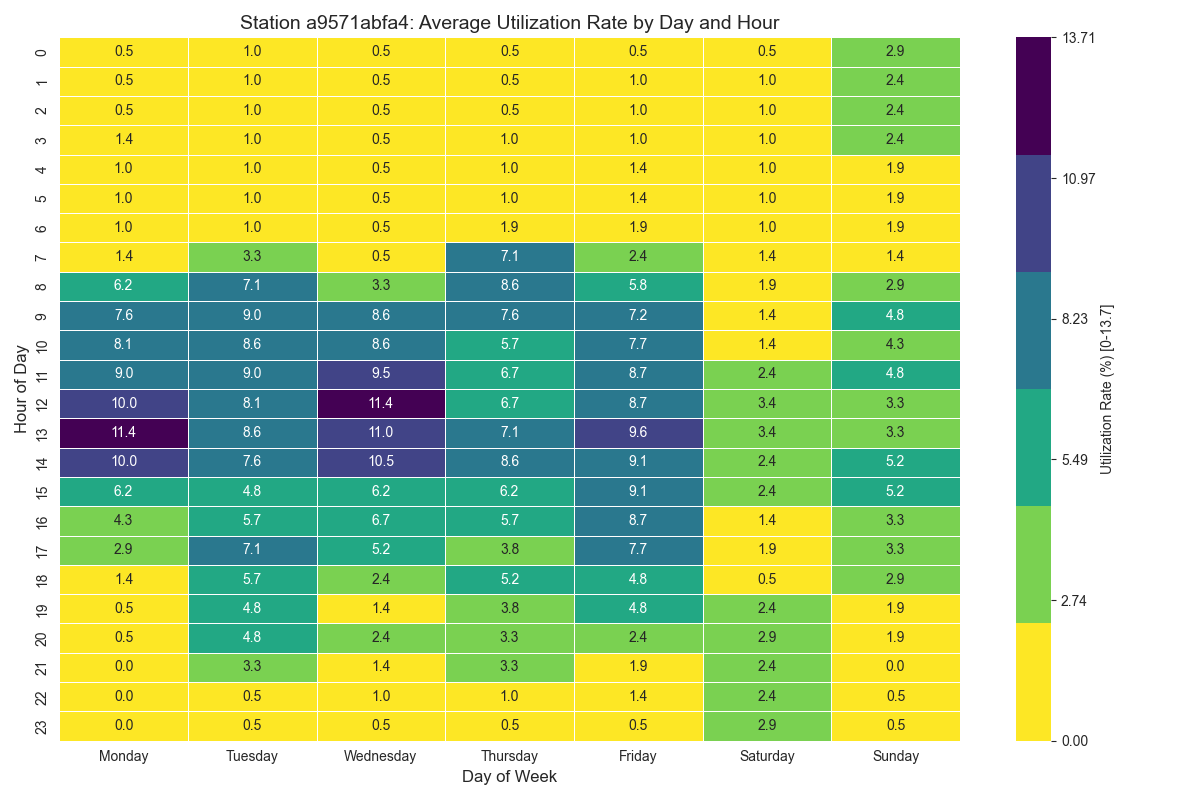 Station a9571abfa4: Average Utilization Rate by Day and Hour
Hour of Day
0 0.5 1.0 0.5 0.5 0.5 0.5 2.9
1 0.5 1.0 0.5 0.5 1.0 1.0 2.4
2 0.5 1.0 0.5 0.5 1.0 1.0 2.4
3 1.4 1.0 0.5 1.0 1.0 1.0 2.4
4 1.0 1.0 0.5 1.0 1.4 1.0 1.9
5 1.0 1.0 0.5 1.0 1.4 1.0 1.9
6 1.0 1.0 0.5 1.9 1.9 1.0 1.9
7 1.4 3.3 0.5 7.1 2.4 1.4 1.4
8 6.2 7.1 3.3 8.6 5.8 1.9 2.9
9 7.6 9.0 8.6 7.6 7.2 1.4 4.8
10 8.1 8.6 8.6 5.7 7.7 1.4 4.3
11 9.0 9.0 9.5 6.7 8.7 2.4 4.8
12 10.0 8.1 11.4 6.7 8.7 3.4 3.3
13 11.4 8.6 11.0 7.1 9.6 3.4 3.3
14 10.0 7.6 10.5 8.6 9.1 2.4 5.2
15 6.2 4.8 6.2 6.2 9.1 2.4 5.2
16 4.3 5.7 6.7 5.7 8.7 1.4 3.3
17 2.9 7.1 5.2 3.8 7.7 1.9 3.3
18 1.4 5.7 2.4 5.2 4.8 0.5 2.9
19 0.5 4.8 1.4 3.8 4.8 2.4 1.9
20 0.5 4.8 2.4 3.3 2.4 2.9 1.9
21 0.0 3.3 1.4 3.3 1.9 2.4 0.0
22 0.0 0.5 1.0 1.0 1.4 2.4 0.5
23 0.0 0.5 0.5 0.5 0.5 2.9 0.5
Monday Tuesday Wednesday Thursday Friday Saturday Sunday
Day of Week
13.71
10.97
8.23
5.49
2.74
0.00
Utilization Rate (%) [0-13.7]